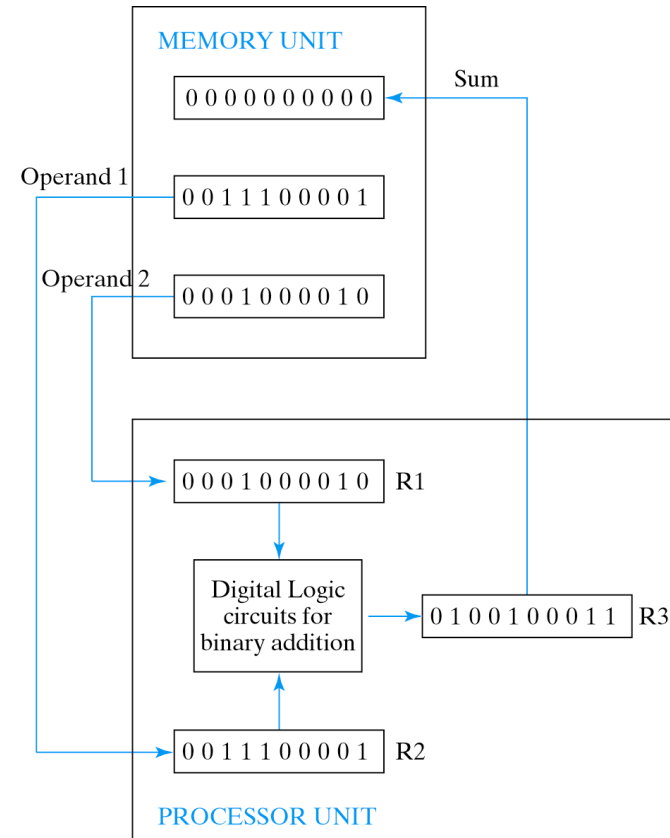 MEMORY UNIT
Sum
0 0 0 0 0 0 0 0 0 0
Operand 1
0 0 1 1 1 0 0 0 0 1
Operand 2
0 0 0 1 0 0 0 0 1 0
0 0 0 1 0 0 0 0 1 0 R1
Digital Logic
circuits for
binary addition
0 1 0 0 1 0 0 0 1 1 R3
0 0 1 1 1 0 0 0 0 1 R2
PROCESSOR UNIT